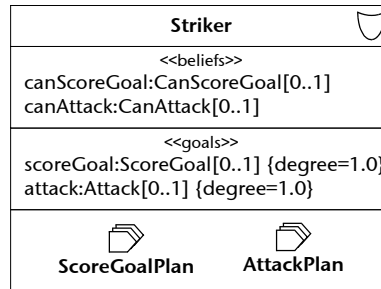 Striker
<<beliefs>>
canScoreGoal:CanScoreGoal[0..1]
canAttack:CanAttack[0..1]
<<goals>>
scoreGoal:ScoreGoal[0..1] {degree=1.0}
attack:Attack[0..1] {degree=1.0}
ScoreGoalPlan AttackPlan